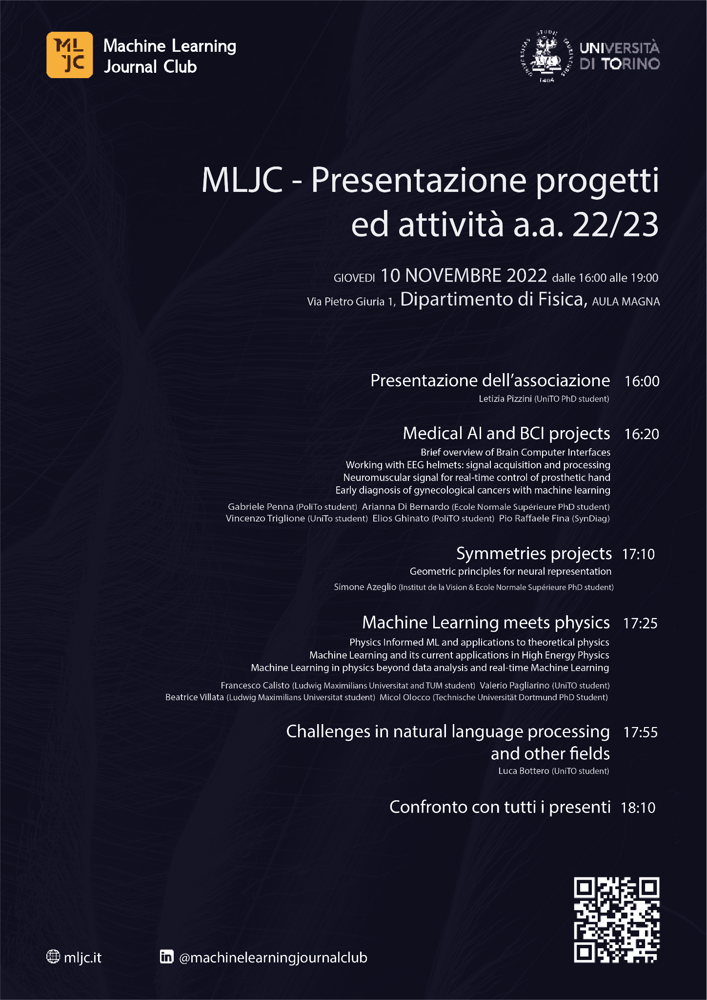 ML
JC
Machine Learning
Journal Club
UNIVERSITÀ
DI TORINO
MLJC - Presentazione progetti
ed attività a.a. 22/23
GIOVEDI 10 NOVEMBRE 2022 dalle 16:00 alle 19:00
Via Pietro Giuria 1, Dipartimento di Fisica, AULA MAGNA
Presentazione dell’associazione 16:00
Letizia Pizzini (UniTO PhD student)
Medical AI and BCI projects 16:20
Brief overview of Brain Computer Interfaces
Working with EEG helmets: signal acquisition and processing
Neuromuscular signal for real-time control of prosthetic hand
Early diagnosis of gynecological cancers with machine learning
Gabriele Penna (PoliTo student) Arianna Di Bernardo (Ecole Normale Supérieure PhD student)
Vincenzo Triglione (UniTo student) Elios Ghinato (PoliTO student) Pio Raffaele Fina (SynDiag)
Symmetries projects 17:10
Geometric principles for neural representation
Simone Azeglio (Institut de la Vision & Ecole Normale Supérieure PhD student)
Machine Learning meets physics 17:25
Physics Informed ML and applications to theoretical physics
Machine Learning and its current applications in High Energy Physics
Machine Learning in physics beyond data analysis and real-time Machine Learning
Francesco Calisto (Ludwig Maximilians Universitat and TUM student) Valerio Pagliarino (UniTO student)
Beatrice Villata (Ludwig Maximilians Universitat student) Micol Olocco (Technische Universität Dortmund PhD Student)
Challenges in natural language processing 17:55
and other fields
Luca Bottero (UniTO student)
Confronto con tutti i presenti 18:10
mljc.it
in @machinelearningjournalclub